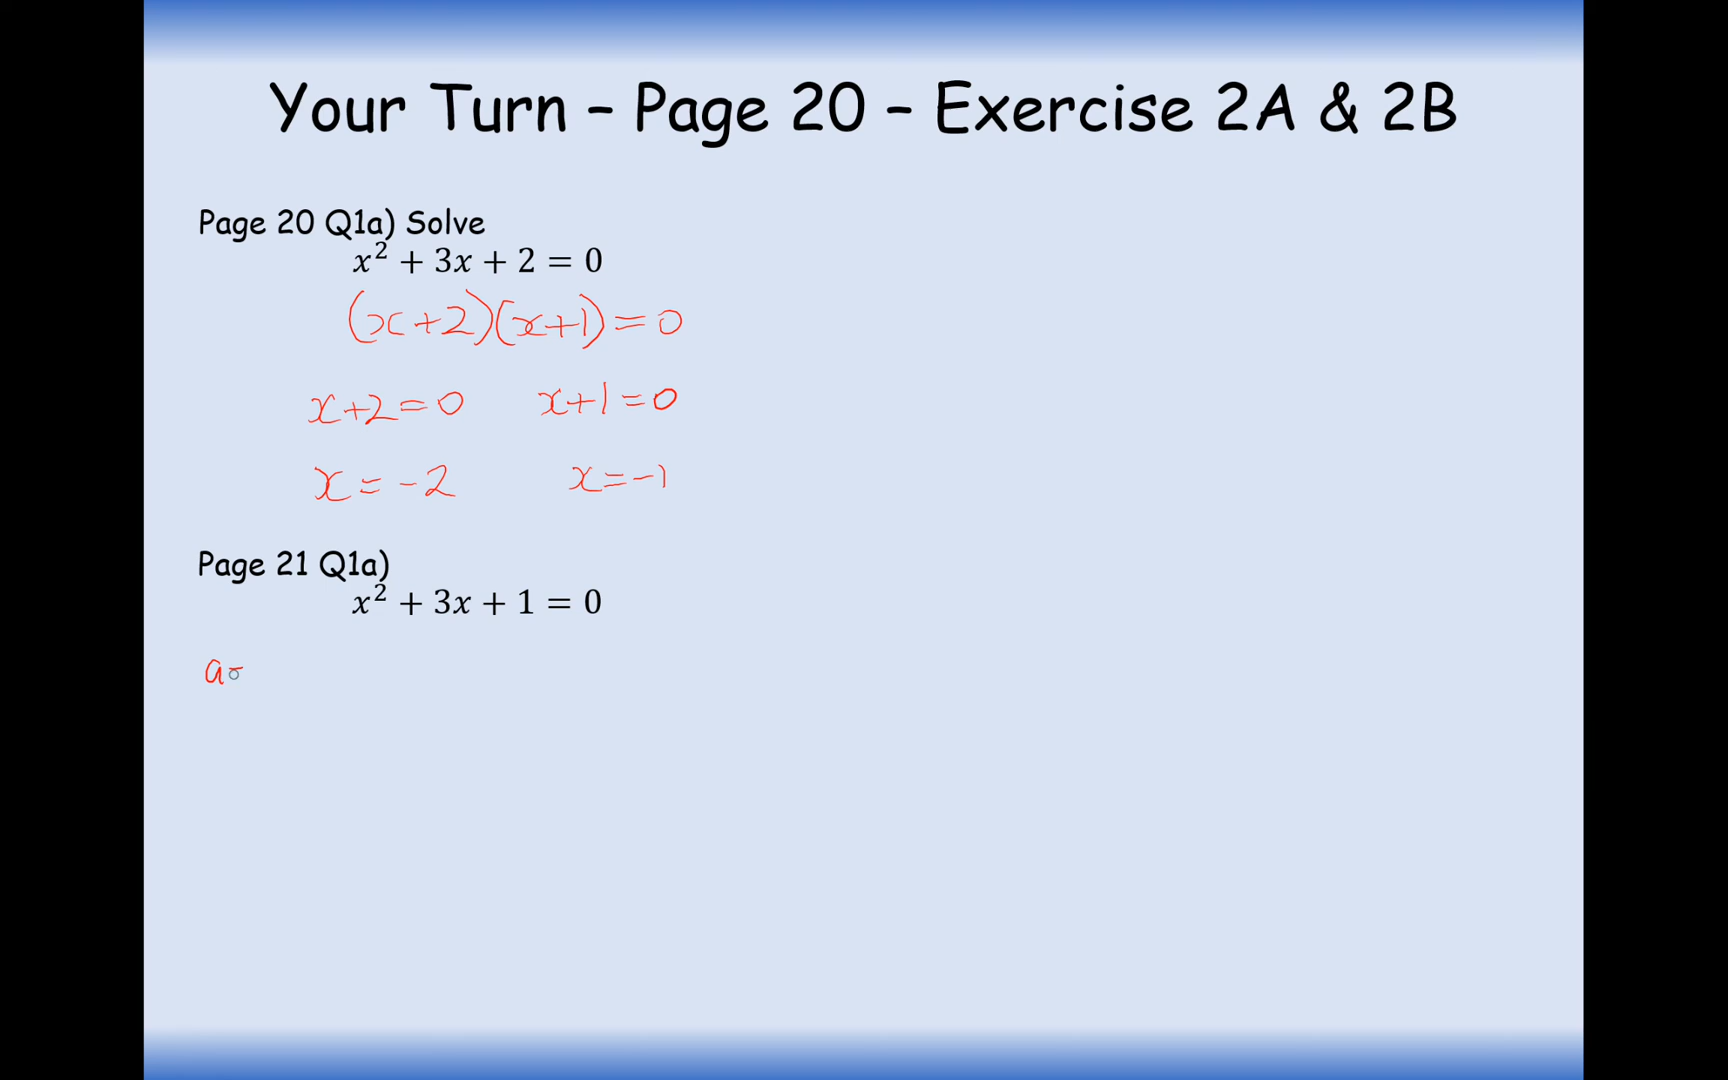 Your Turn – Page 20 – Exercise 2A & 2B
Page 20 Q1a) Solve
x² + 3x + 2 = 0
(x+2)(x+1)=0
x+2=0 x+1=0
x=-2 x=-1
Page 21 Q1a)
x² + 3x + 1 = 0
a=